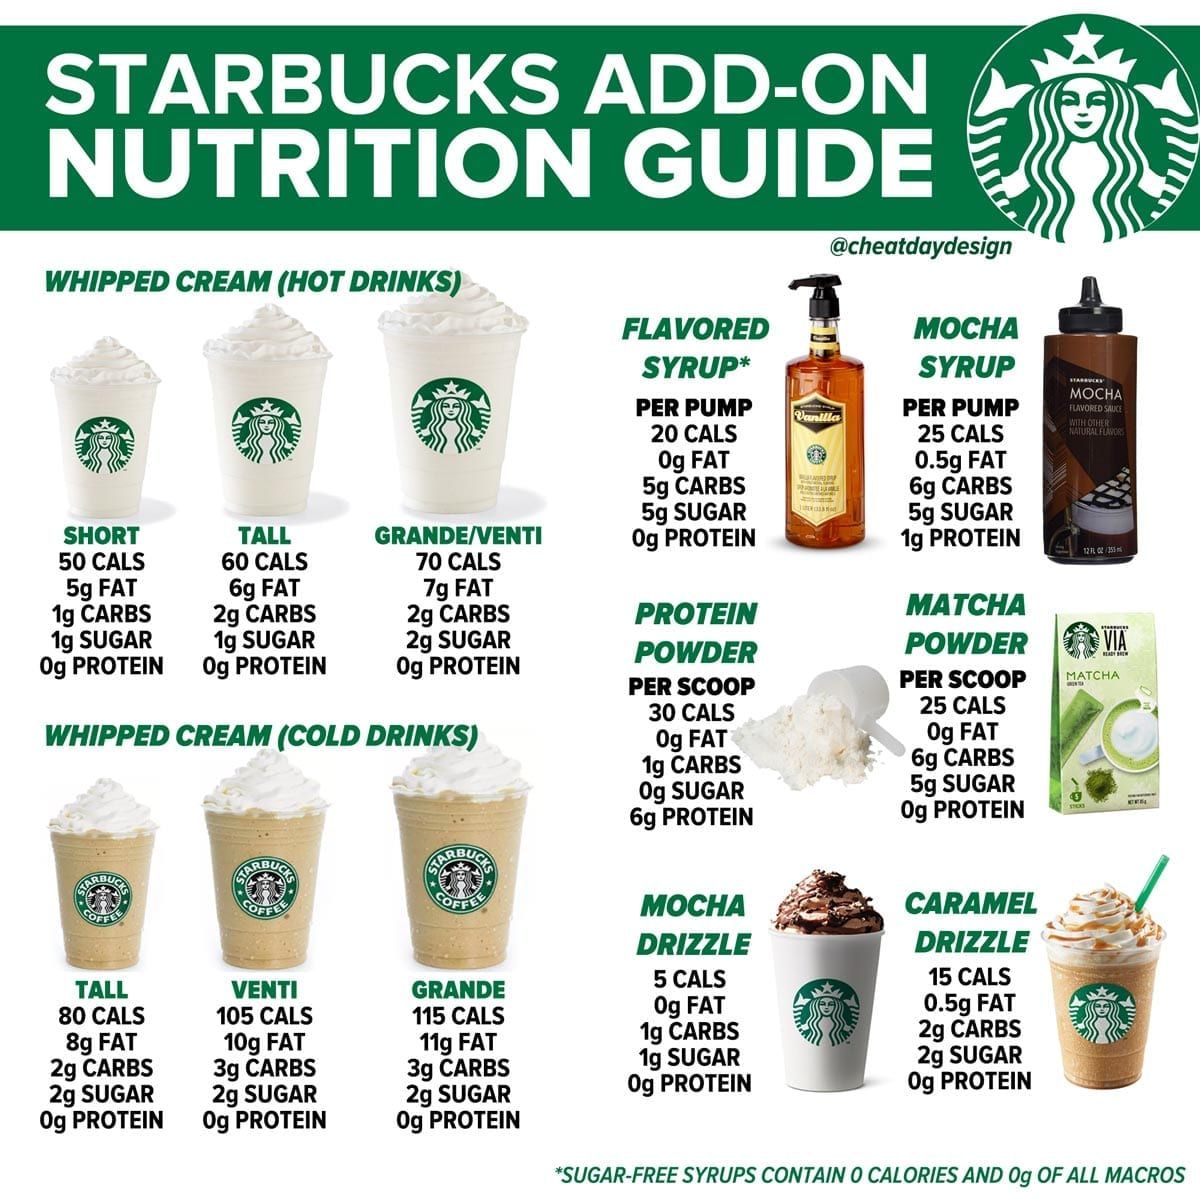 STARBUCKS ADD-ON
NUTRITION GUIDE
@cheatdaydesign
WHIPPED CREAM (HOT DRINKS)
SHORT
50 CALS
5g FAT
1g CARBS
1g SUGAR
0g PROTEIN
TALL
60 CALS
6g FAT
2g CARBS
1g SUGAR
0g PROTEIN
GRANDE/VENTI
70 CALS
7g FAT
2g CARBS
2g SUGAR
0g PROTEIN
WHIPPED CREAM (COLD DRINKS)
STARBUCKS
COFFEE
STARBUCKS
COFFEE
STARBUCKS
COFFEE
TALL
80 CALS
8g FAT
2g CARBS
2g SUGAR
0g PROTEIN
VENTI
105 CALS
10g FAT
3g CARBS
2g SUGAR
0g PROTEIN
GRANDE
115 CALS
11g FAT
3g CARBS
2g SUGAR
0g PROTEIN
FLAVORED
SYRUP*
PER PUMP
20 CALS
0g FAT
5g CARBS
5g SUGAR
0g PROTEIN
Vanilla
MOCHA
SYRUP
PER PUMP
25 CALS
0.5g FAT
6g CARBS
5g SUGAR
1g PROTEIN
STARBUCKS
MOCHA
FLAVORED SAUCE
WITH OTHER
NATURAL FLAVORS
12 FL OZ / 355 mL
PROTEIN
POWDER
PER SCOOP
30 CALS
0g FAT
1g CARBS
0g SUGAR
6g PROTEIN
MATCHA
POWDER
PER SCOOP
25 CALS
0g FAT
6g CARBS
5g SUGAR
0g PROTEIN
STARBUCKS
VIA
READY BREW
MATCHA
GREEN TEA
5
STICKS
MOCHA
DRIZZLE
5 CALS
0g FAT
1g CARBS
1g SUGAR
0g PROTEIN
CARAMEL
DRIZZLE
15 CALS
0.5g FAT
2g CARBS
2g SUGAR
0g PROTEIN
*SUGAR-FREE SYRUPS CONTAIN 0 CALORIES AND 0g OF ALL MACROS